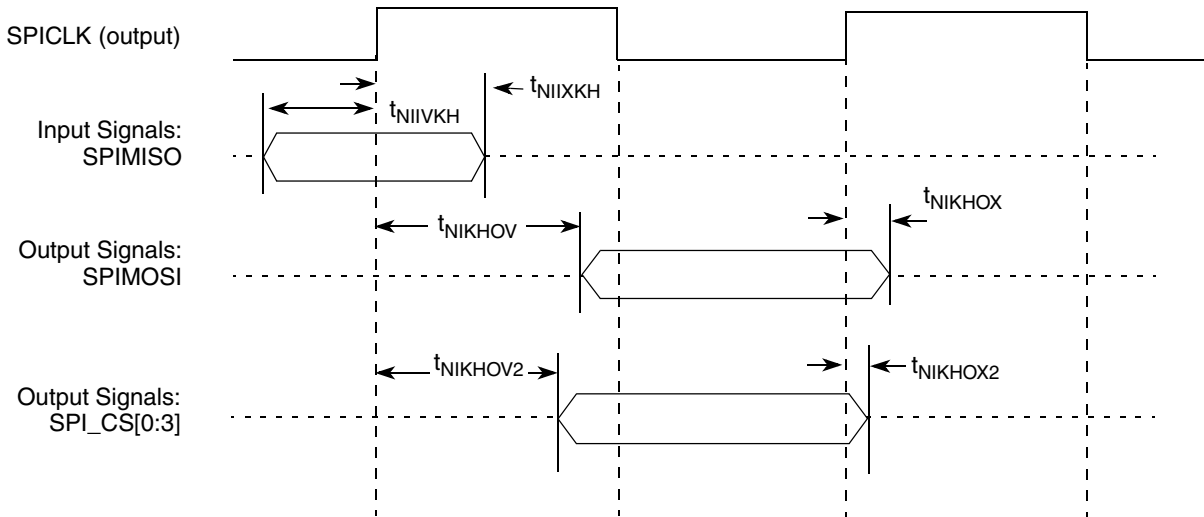 SPICLK (output)
tNIIXKH
tNIIVKH
Input Signals:
SPIMISO
tNIKHOX
tNIKHOV
Output Signals:
SPIMOSI
tNIKHOV2
tNIKHOX2
Output Signals:
SPI_CS[0:3]